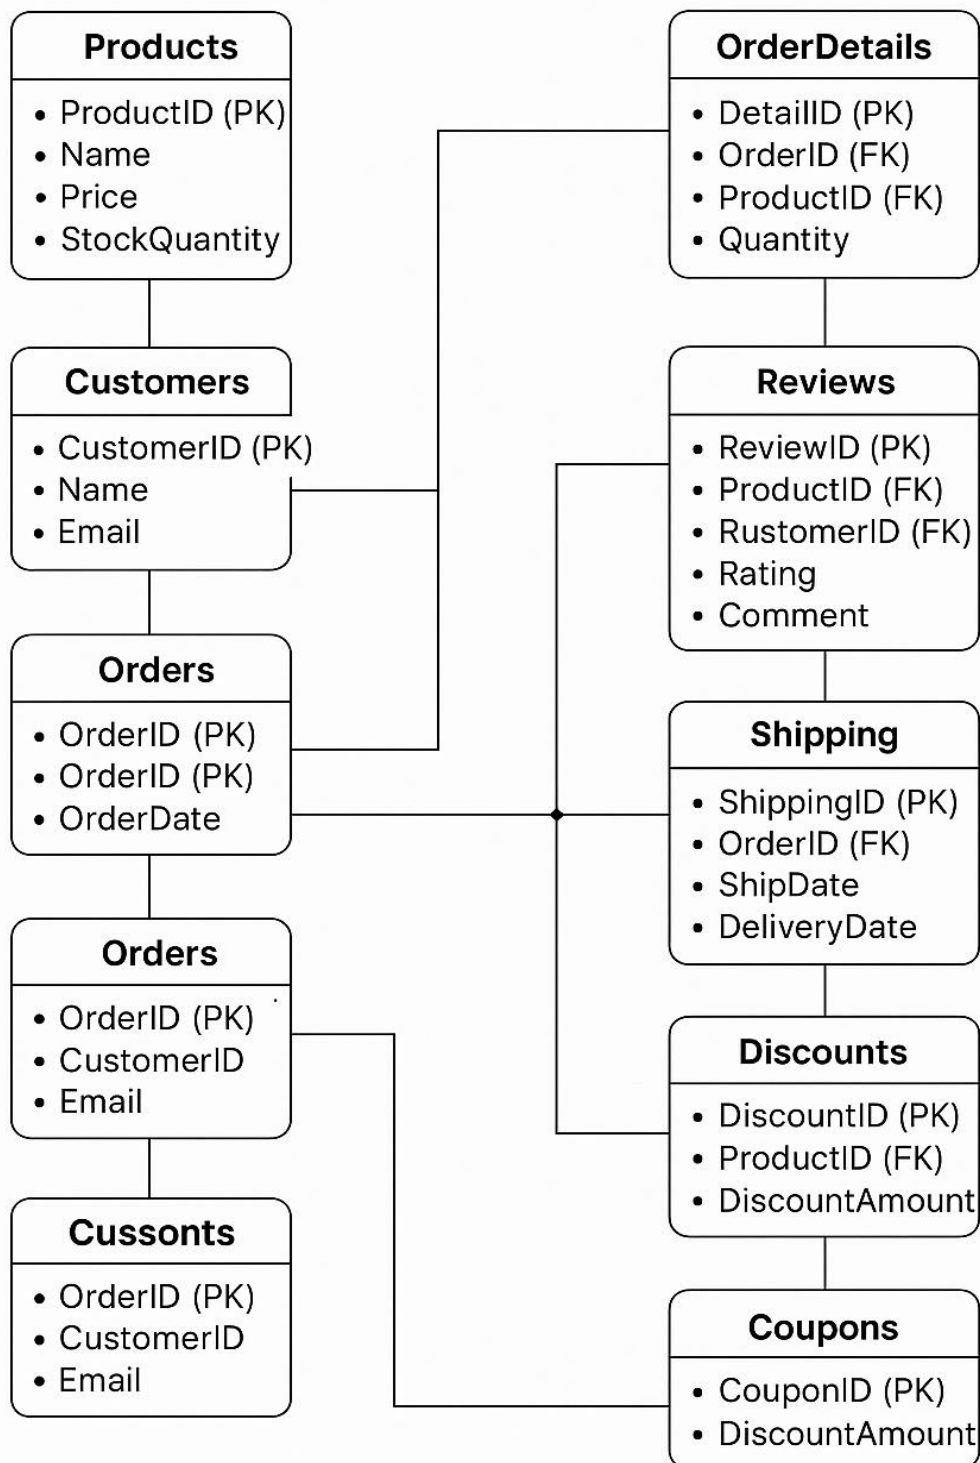 Products
• ProductID (PK)
• Name
• Price
• StockQuantity
Customers
• CustomerID (PK)
• Name
• Email
Orders
• OrderID (PK)
• OrderID (PK)
• OrderDate
Orders
• OrderID (PK)
• CustomerID
• Email
Cussonts
• OrderID (PK)
• CustomerID
• Email
OrderDetails
• DetailID (PK)
• OrderID (FK)
• ProductID (FK)
• Quantity
Reviews
• ReviewID (PK)
• ProductID (FK)
• RustomerID (FK)
• Rating
• Comment
Shipping
• ShippingID (PK)
• OrderID (FK)
• ShipDate
• DeliveryDate
Discounts
• DiscountID (PK)
• ProductID (FK)
• DiscountAmount
Coupons
• CouponID (PK)
• DiscountAmount